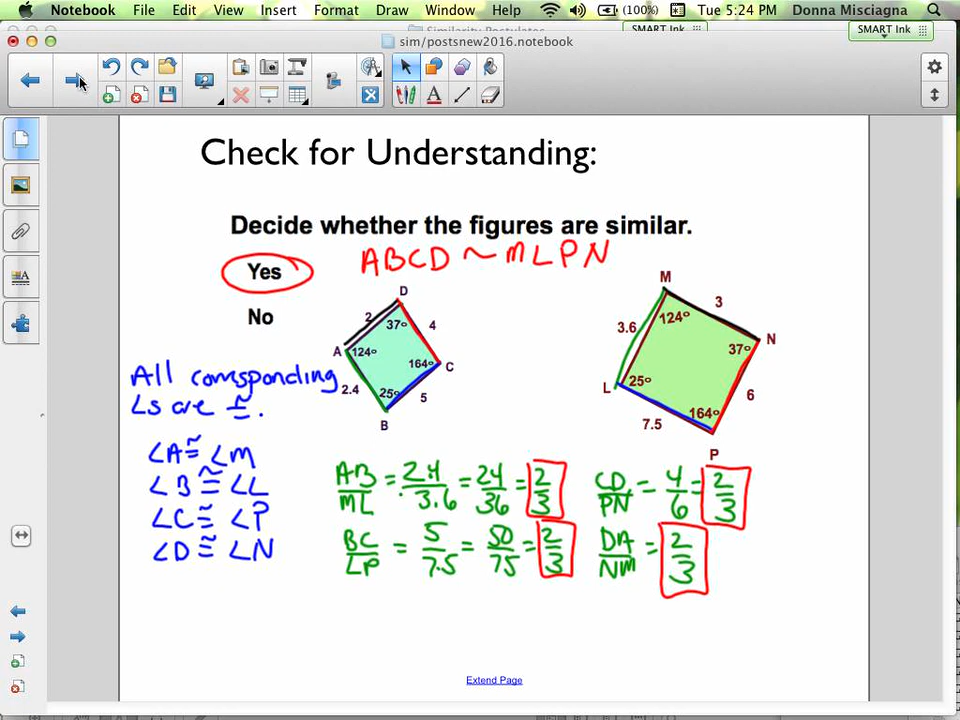 Notebook File Edit View Insert Format Draw Window Help (100%) Tue 5:24 PM Donna Misciagna
Similarity Postulates
SMART Ink SMART Ink
sim/postsnew2016.notebook
Check for Understanding:
Decide whether the figures are similar.
Yes
ABCD ~ MLPN
No
D
2
37°
4
A
124°
164°
C
2.4
25°
5
B
M
3
124°
3.6
N
37°
L
25°
6
164°
7.5
P
All corresponding
∠s are ≅.
∠A ≅ ∠M
∠B ≅ ∠L
∠C ≅ ∠P
∠D ≅ ∠N
AB/ML = 2.4/3.6 = 24/36 = 2/3
BC/LP = 5/7.5 = 50/75 = 2/3
CD/PN = 4/6 = 2/3
DA/NM = 2/3
Extend Page